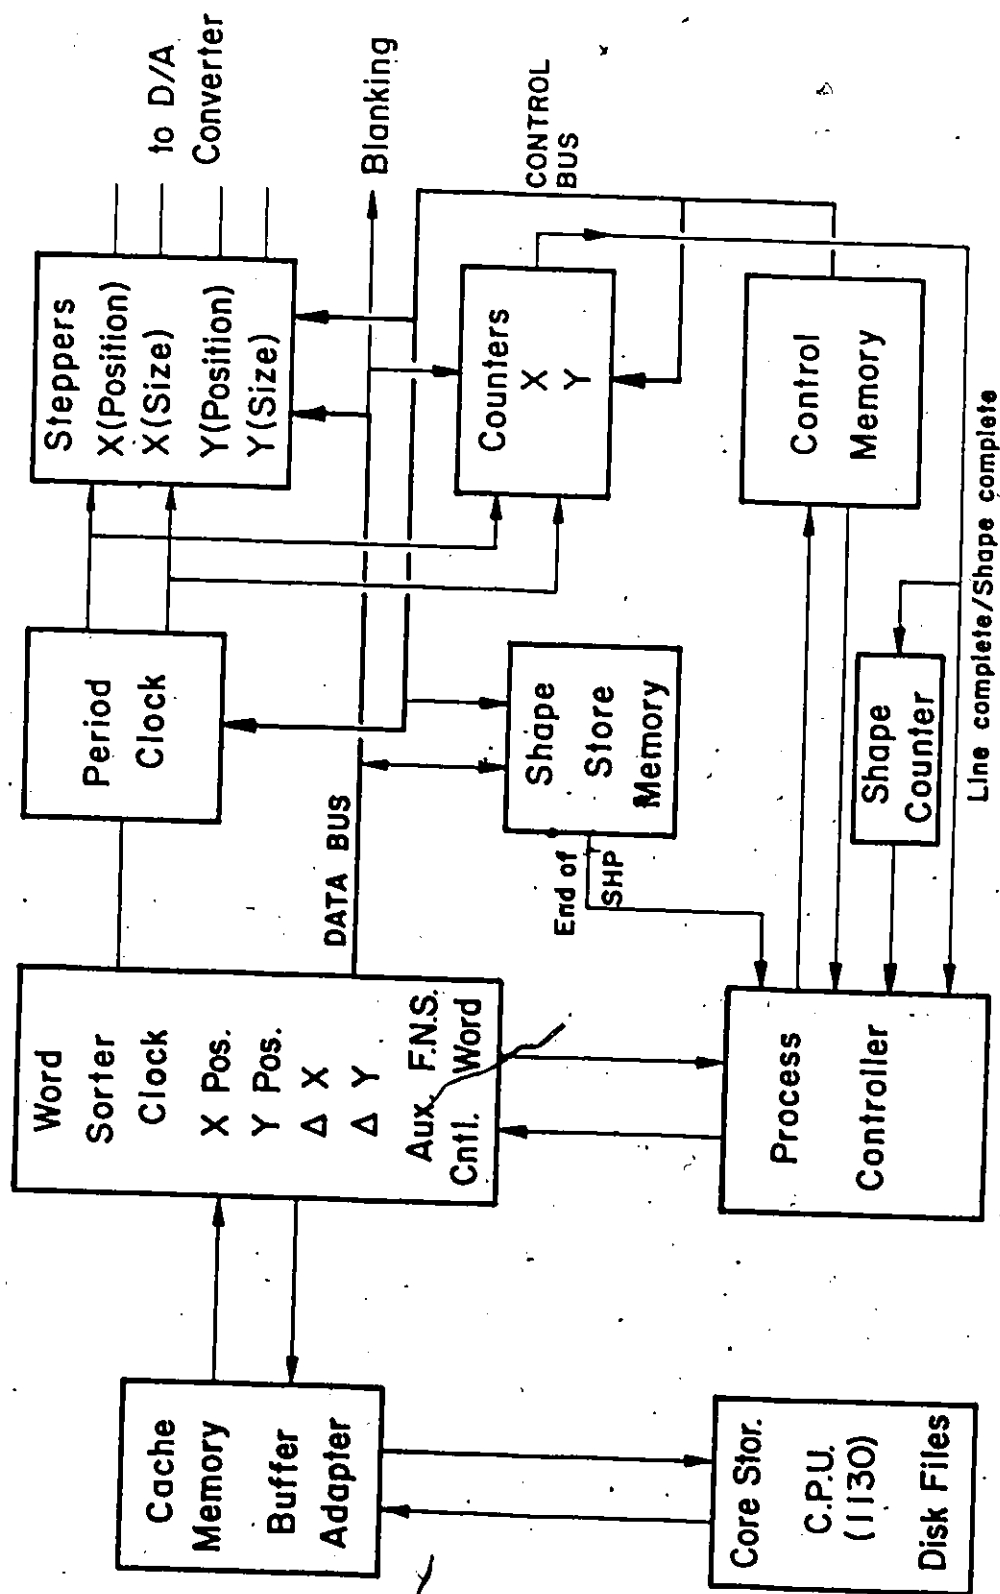 Cache
Memory
Buffer
Adapter
Core Stor.
C.P.U.
(1130)
Disk Files
Word
Sorter
Clock
X Pos.
Y Pos.
Δ X
Δ Y
Aux. F.N.S.
Cntl. Word
Process
Controller
Period
Clock
DATA BUS
End of
SHP
Shape
Store
Memory
Shape
Counter
Steppers
X(Position)
X(Size)
Y(Position)
Y(Size)
Counters
X
Y
Control
Memory
Line complete/Shape complete
to D/A
Converter
Blanking
CONTROL
BUS